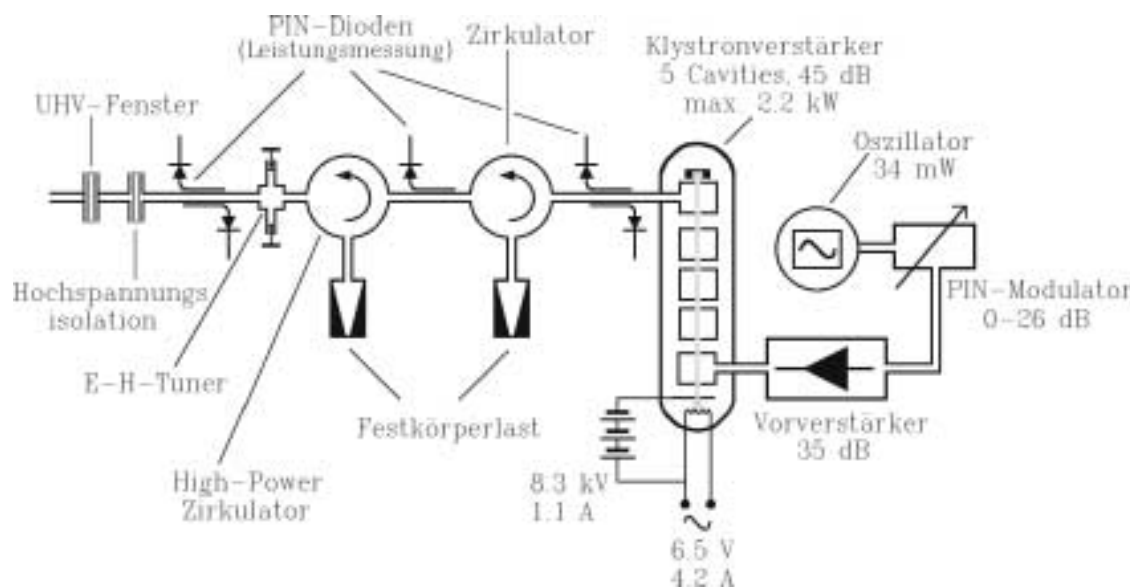 PIN-Dioden
(Leistungsmessung)
Zirkulator
Klystronverstärker
5 Cavities, 45 dB
max 2.2 kW
UHV-Fenster
Oszillator
34 mW
Hochspannungs
isolation
PIN-Modulator
0-26 dB
E-H-Tuner
Festkörperlast
Vorverstärker
35 dB
High-Power
Zirkulator
8.3 kV
1.1 A
6.5 V
4.2 A